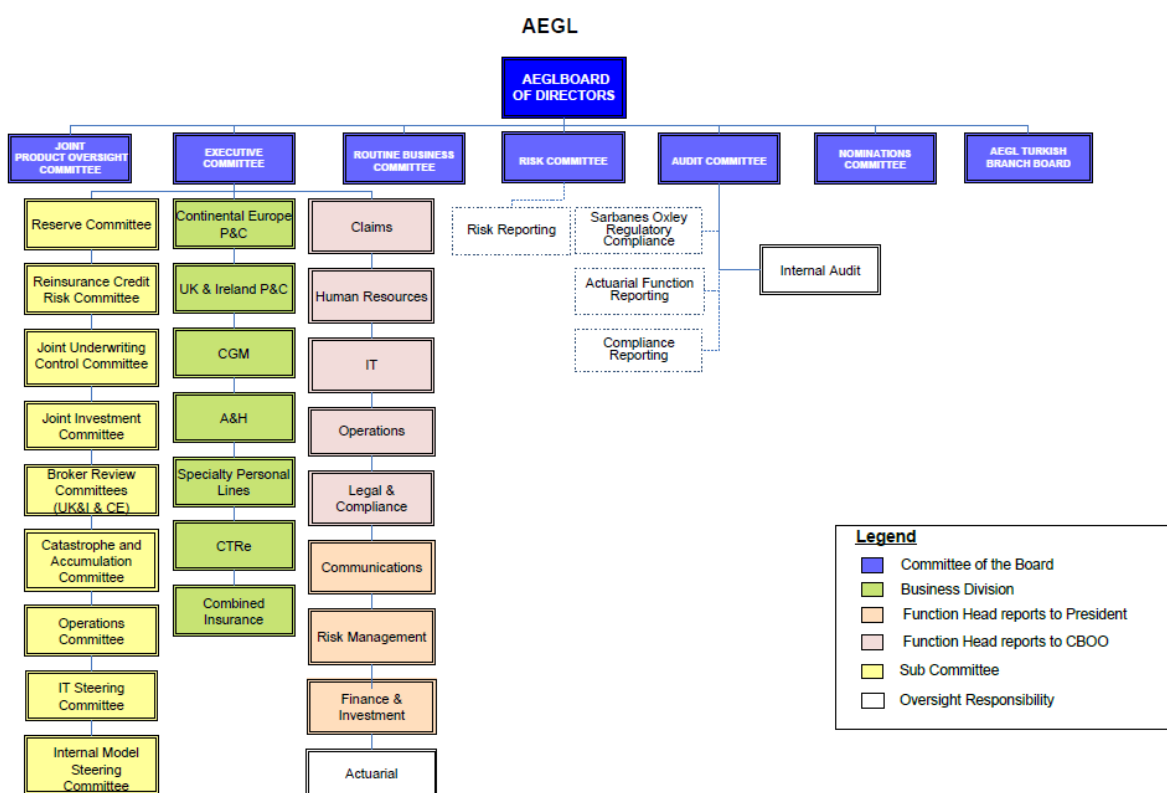 AEGL
AEGLBOARD
OF DIRECTORS
JOINT
PRODUCT OVERSIGHT
COMMITTEE
EXECUTIVE
COMMITTEE
ROUTINE BUSINESS
COMMITTEE
RISK COMMITTEE
AUDIT COMMITTEE
NOMINATIONS
COMMITTEE
AEGL TURKISH
BRANCH BOARD
Reserve Committee
Reinsurance Credit
Risk Committee
Joint Underwriting
Control Committee
Joint Investment
Committee
Broker Review
Committees
(UK&I & CE)
Catastrophe and
Accumulation
Committee
Operations
Committee
IT Steering
Committee
Internal Model
Steering
Committee
Continental Europe
P&C
UK & Ireland P&C
CGM
A&H
Specialty Personal
Lines
CTRe
Combined
Insurance
Claims
Human Resources
IT
Operations
Legal &
Compliance
Communications
Risk Management
Finance &
Investment
Actuarial
Risk Reporting
Sarbanes Oxley
Regulatory
Compliance
Actuarial Function
Reporting
Compliance
Reporting
Internal Audit
Legend
Committee of the Board
Business Division
Function Head reports to President
Function Head reports to CBOO
Sub Committee
Oversight Responsibility